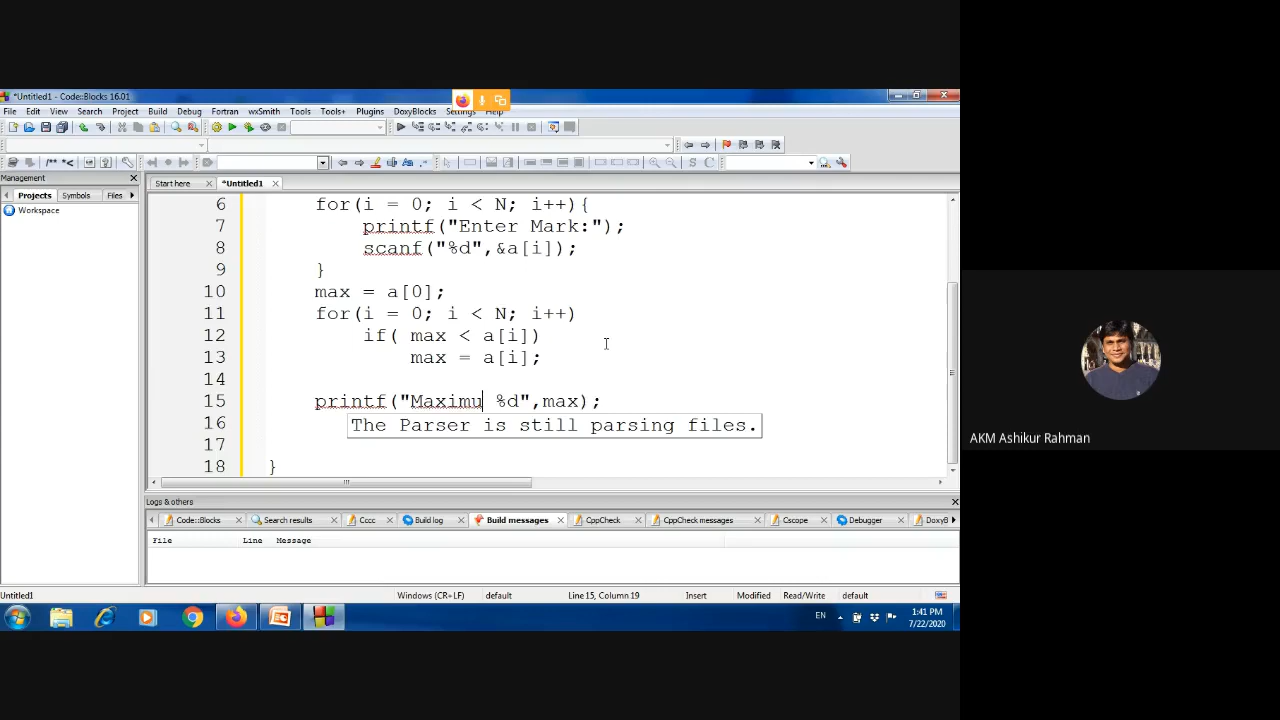 *Untitled1 - Code::Blocks 16.01
File Edit View Search Project Build Debug Fortran wxSmith Tools Tools+ Plugins DoxyBlocks Settings Help
/** *<
Management
Projects Symbols Files
Workspace
Start here *Untitled1
6 for(i = 0; i < N; i++){
7 printf("Enter Mark:");
8 scanf("%d",&a[i]);
9 }
10 max = a[0];
11 for(i = 0; i < N; i++)
12 if( max < a[i])
13 max = a[i];
14
15 printf("Maximu %d",max);
16 The Parser is still parsing files.
17
18 }
AKM Ashikur Rahman
Logs & others
Code::Blocks Search results Cccc Build log Build messages CppCheck CppCheck messages Cscope Debugger DoxyB
File Line Message
Untitled1 Windows (CR+LF) default Line 15, Column 19 Insert Modified Read/Write default
EN 1:41 PM
7/22/2020